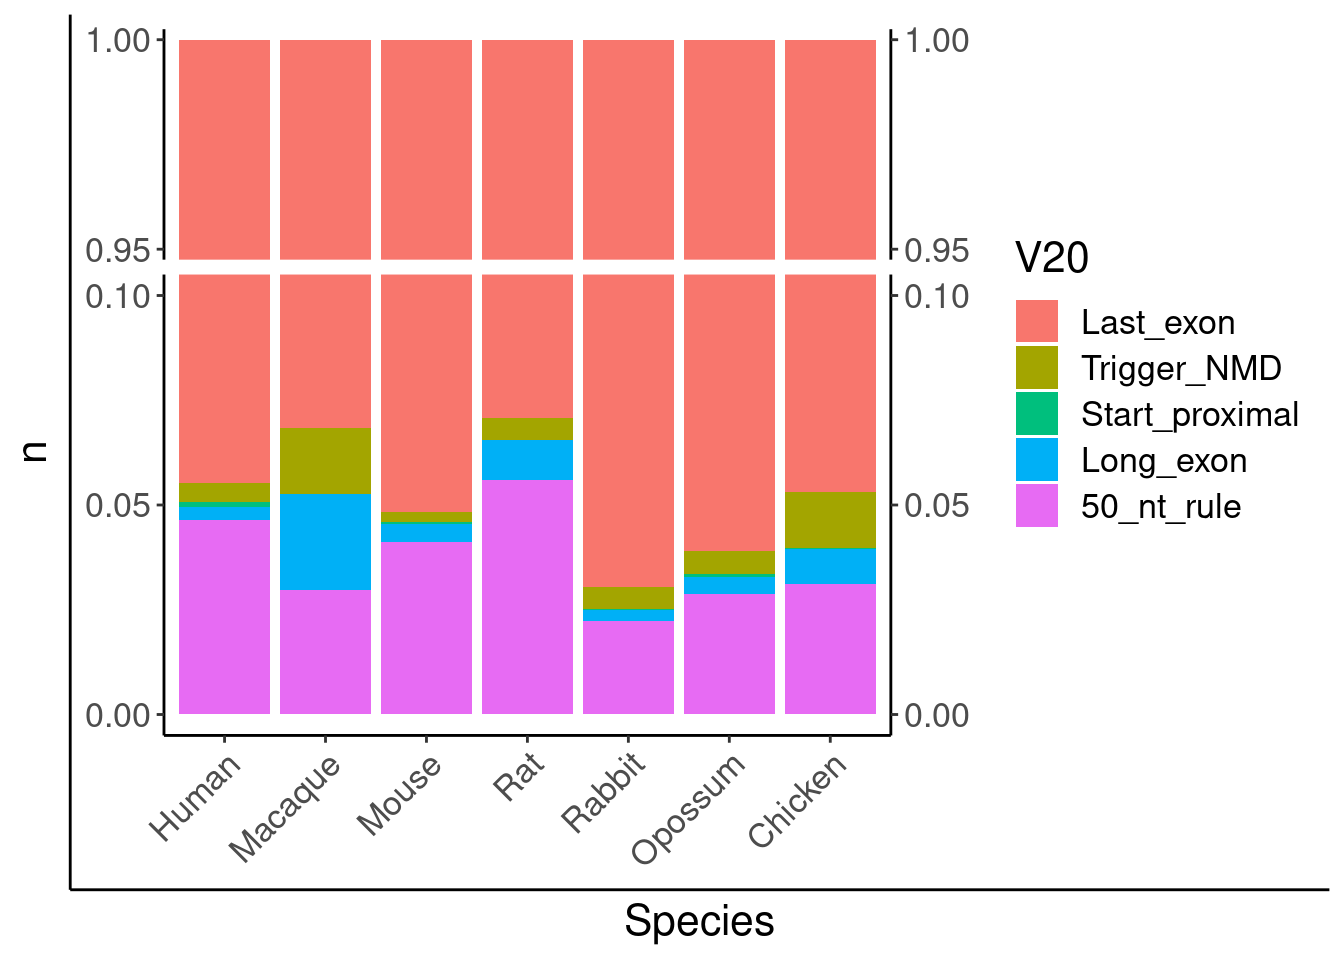 1.00
1.00
0.95
0.95
0.10
0.10
0.05
0.05
0.00
0.00
n
Human
Macaque
Mouse
Rat
Rabbit
Opossum
Chicken
Species
V20
Last_exon
Trigger_NMD
Start_proximal
Long_exon
50_nt_rule